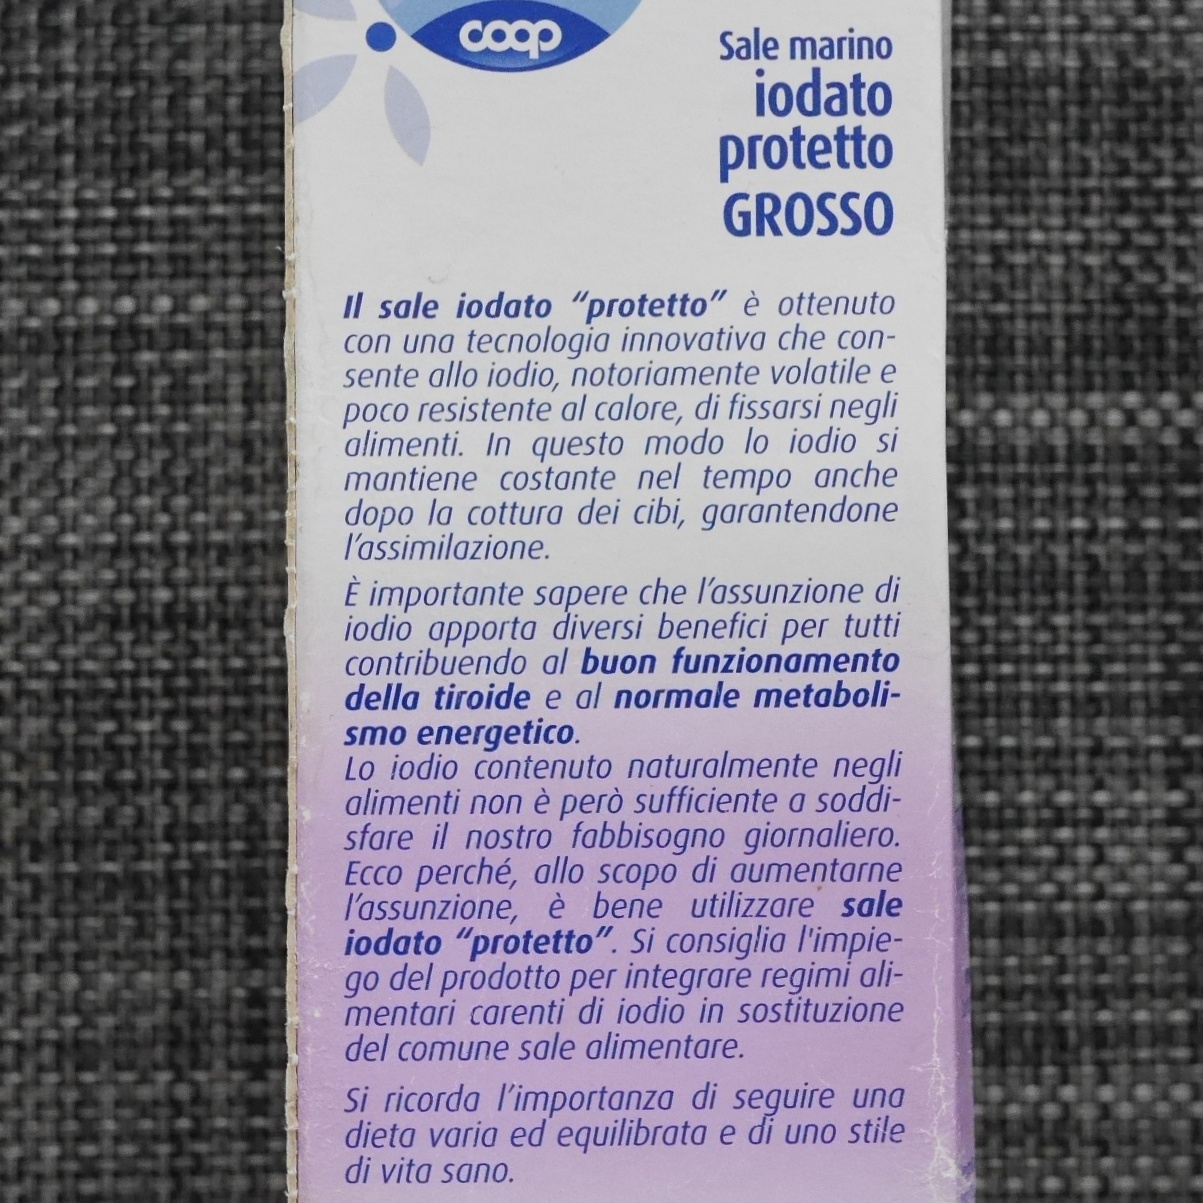 coop
Sale marino
iodato
protetto
GROSSO
Il sale iodato “protetto” è ottenuto
con una tecnologia innovativa che con-
sente allo iodio, notoriamente volatile e
poco resistente al calore, di fissarsi negli
alimenti. In questo modo lo iodio si
mantiene costante nel tempo anche
dopo la cottura dei cibi, garantendone
l’assimilazione.
È importante sapere che l’assunzione di
iodio apporta diversi benefici per tutti
contribuendo al buon funzionamento
della tiroide e al normale metaboli-
smo energetico.
Lo iodio contenuto naturalmente negli
alimenti non è però sufficiente a soddi-
sfare il nostro fabbisogno giornaliero.
Ecco perché, allo scopo di aumentarne
l’assunzione, è bene utilizzare sale
iodato “protetto”. Si consiglia l'impie-
go del prodotto per integrare regimi ali-
mentari carenti di iodio in sostituzione
del comune sale alimentare.
Si ricorda l’importanza di seguire una
dieta varia ed equilibrata e di uno stile
di vita sano.